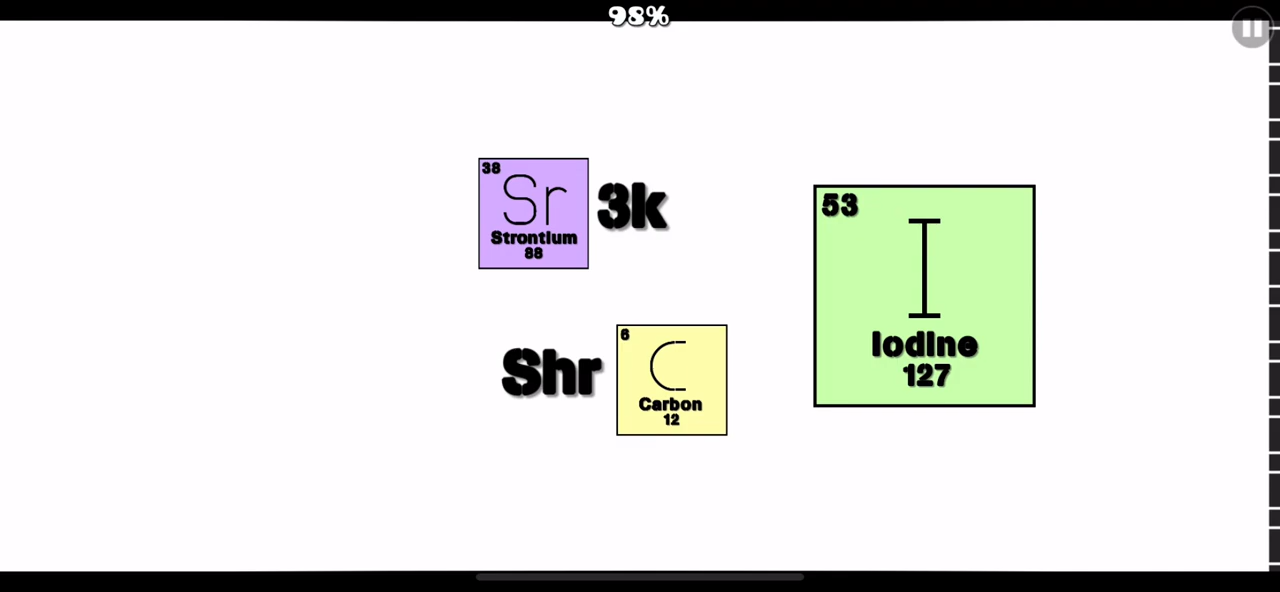 98%
38
Sr 3k
Strontium
88
53
I
Iodine
127
6
Shr C
Carbon
12